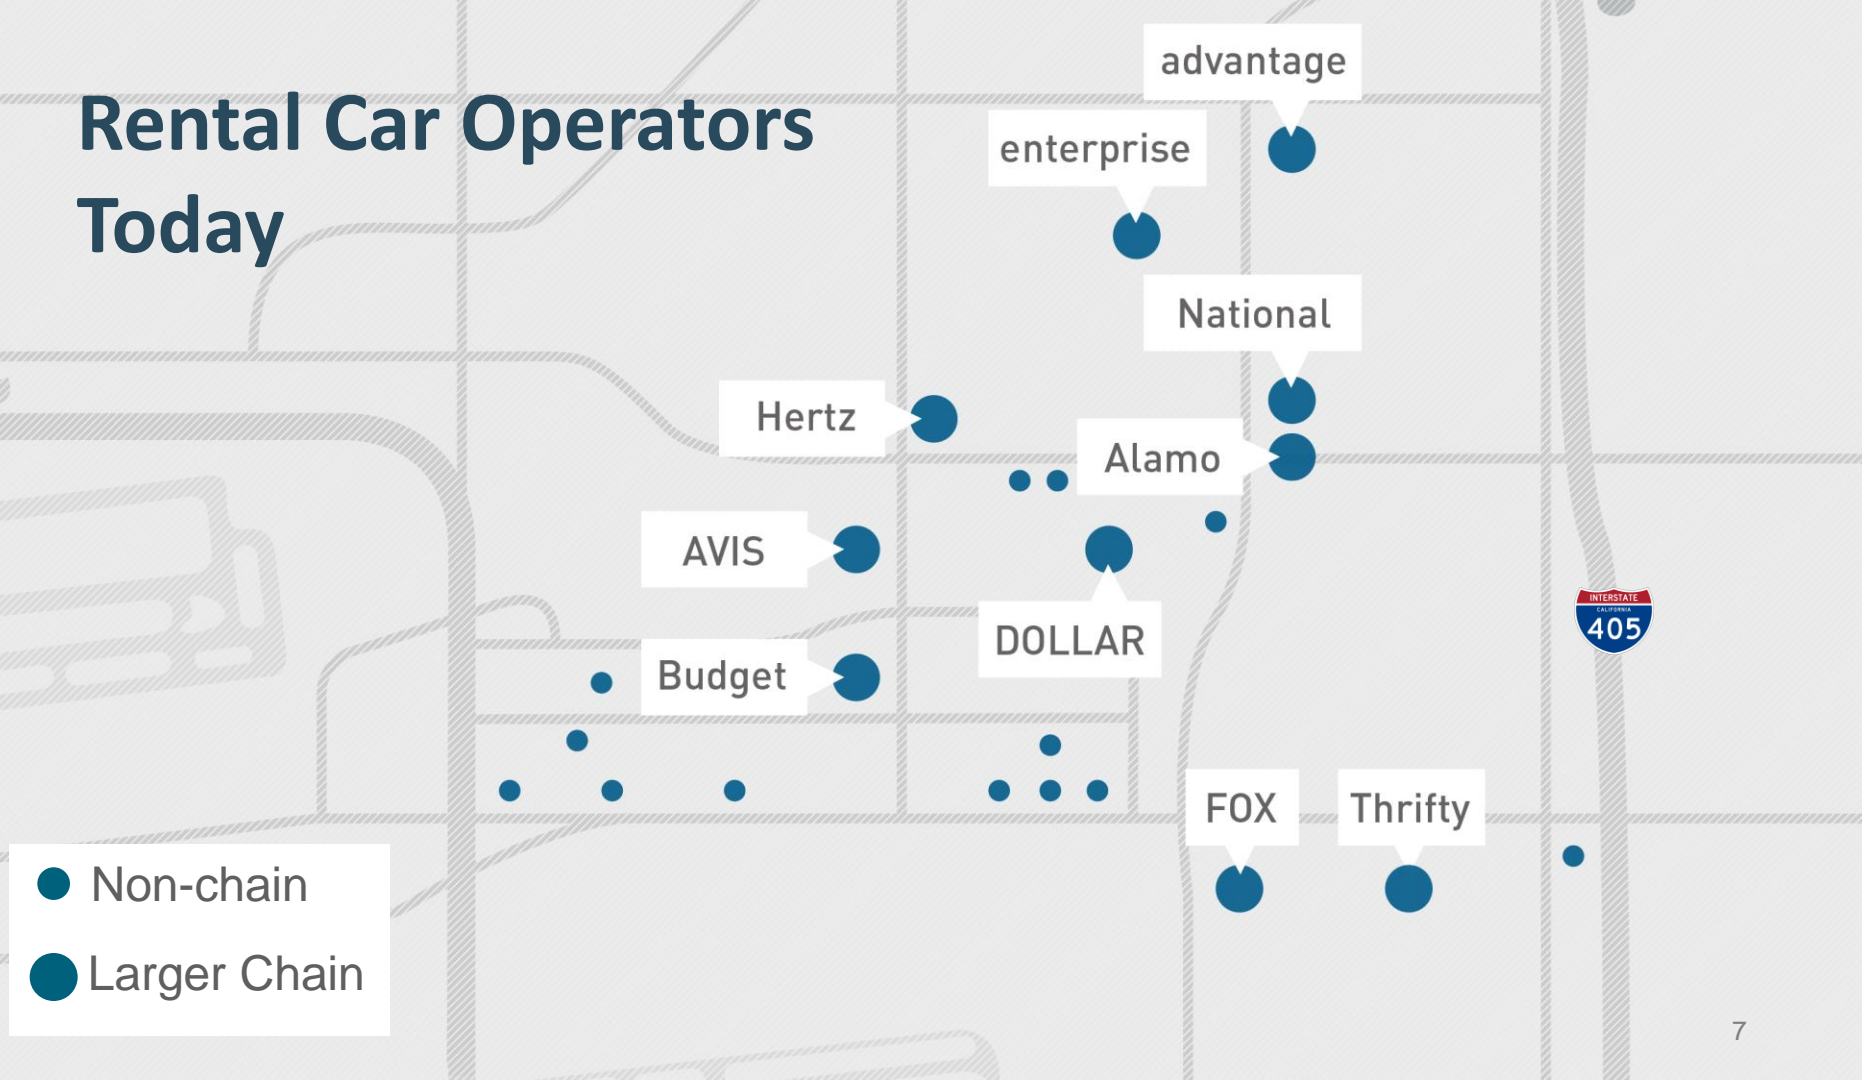 Rental Car Operators
Today
advantage
enterprise
National
Hertz
Alamo
AVIS
DOLLAR
Budget
INTERSTATE
CALIFORNIA
405
FOX
Thrifty
Non-chain
Larger Chain
7